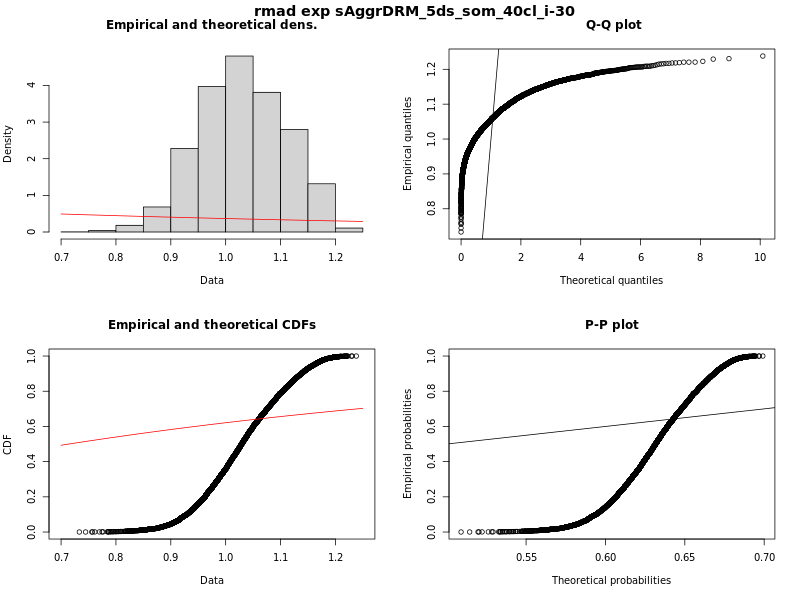 rmad exp sAggrDRM_5ds_som_40cl_i-30
Empirical and theoretical dens.
Density
0 1 2 3 4
0.7 0.8 0.9 1.0 1.1 1.2
Data
Q-Q plot
Empirical quantiles
0.8 0.9 1.0 1.1 1.2
0 2 4 6 8 10
Theoretical quantiles
Empirical and theoretical CDFs
CDF
0.0 0.2 0.4 0.6 0.8 1.0
0.7 0.8 0.9 1.0 1.1 1.2
Data
P-P plot
Empirical probabilities
0.0 0.2 0.4 0.6 0.8 1.0
0.55 0.60 0.65 0.70
Theoretical probabilities